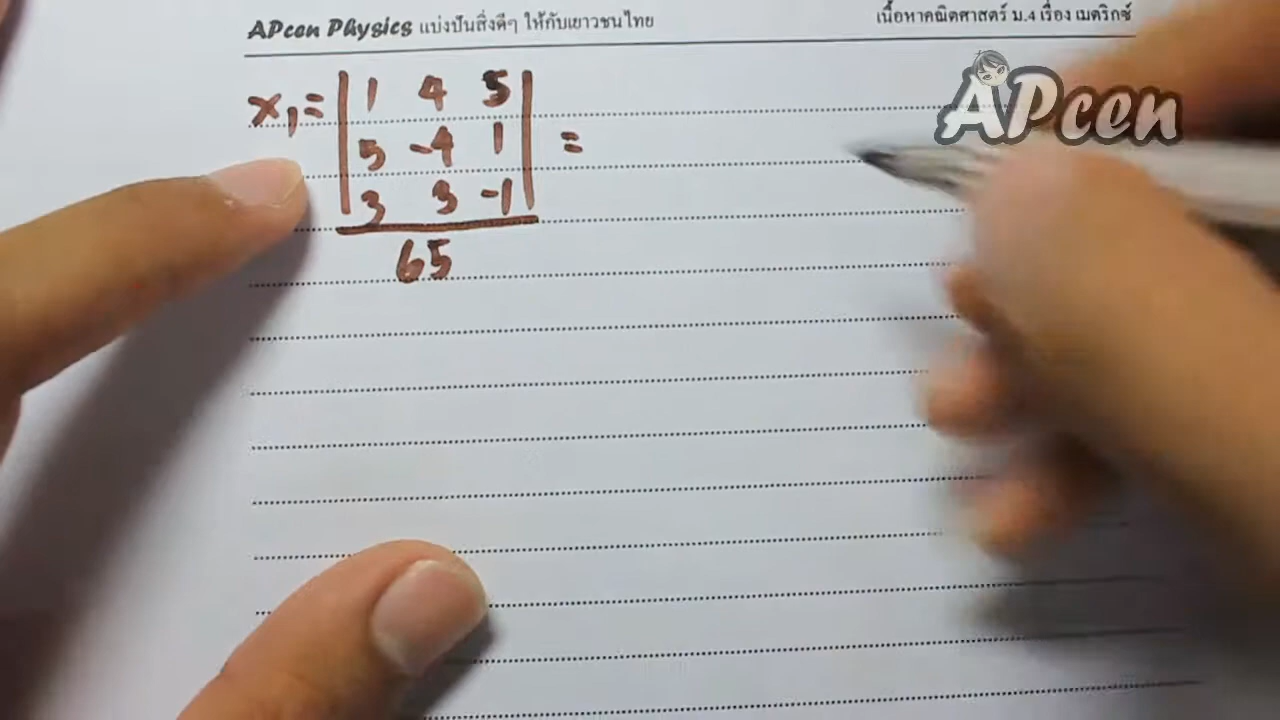 APcen Physics แบ่งปันสิ่งดีๆ ให้กับเยาวชนไทย
เนื้อหาคณิตศาสตร์ ม.4 เรื่อง เมตริกซ์
APcen
x₁ = | 1 4 5 |
| 5 -4 1 | =
| 3 3 -1 |
65